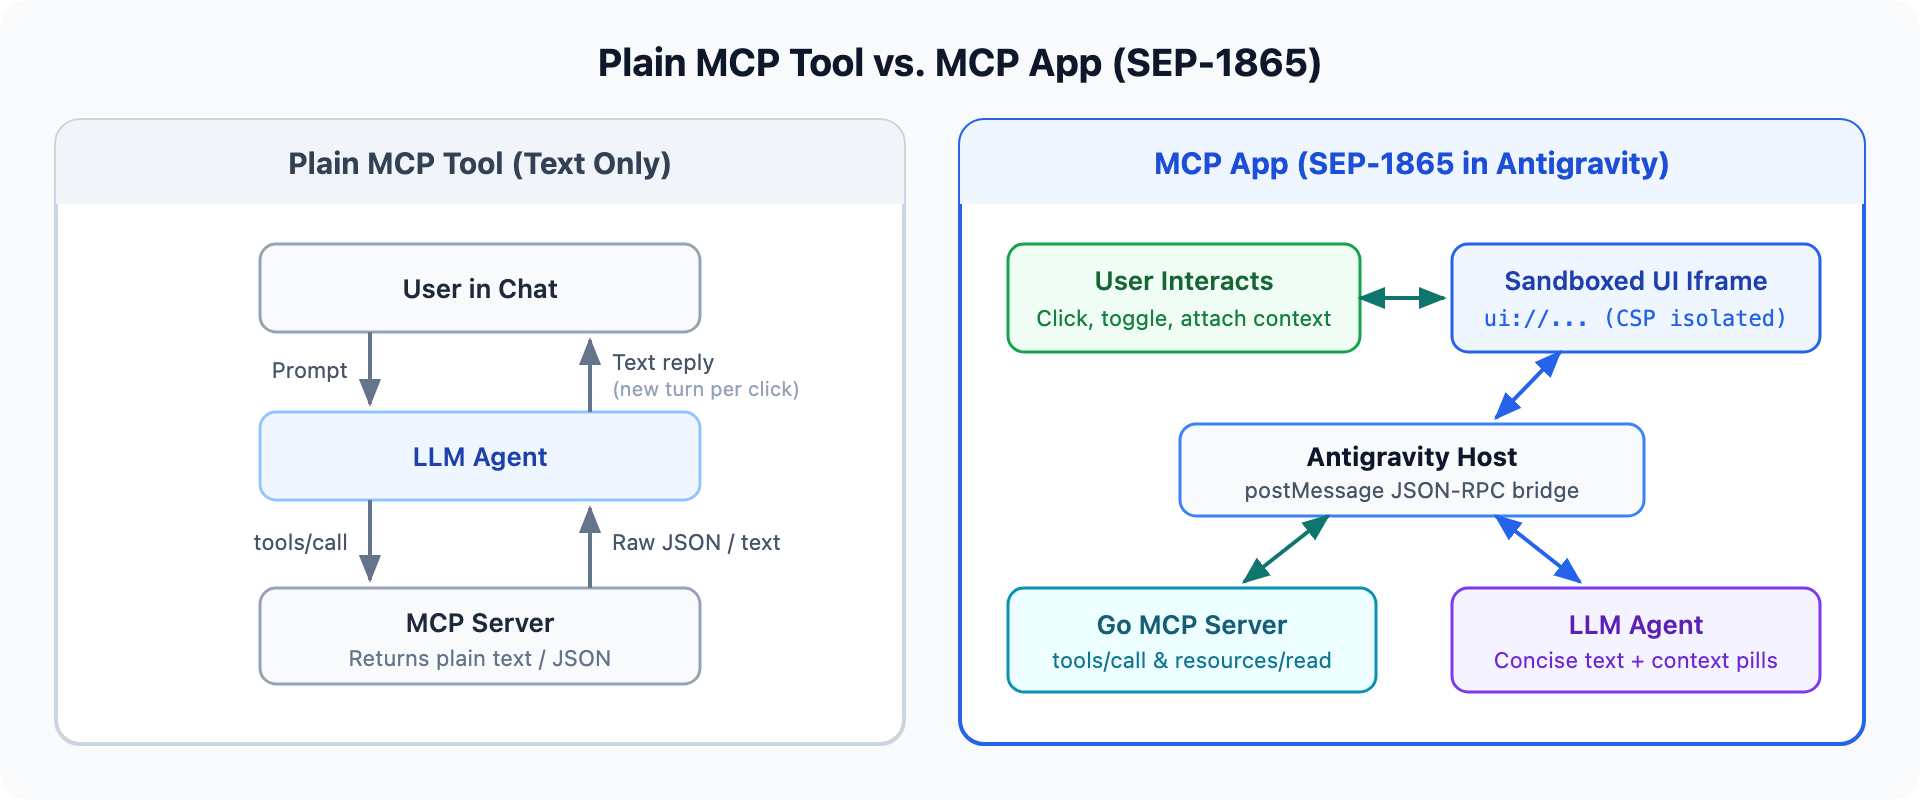 Plain MCP Tool vs. MCP App (SEP-1865)
Plain MCP Tool (Text Only)
User in Chat
Prompt
Text reply
(new turn per click)
LLM Agent
tools/call
Raw JSON / text
MCP Server
Returns plain text / JSON
MCP App (SEP-1865 in Antigravity)
User Interacts
Click, toggle, attach context
Sandboxed UI Iframe
ui://... (CSP isolated)
Antigravity Host
postMessage JSON-RPC bridge
Go MCP Server
tools/call & resources/read
LLM Agent
Concise text + context pills